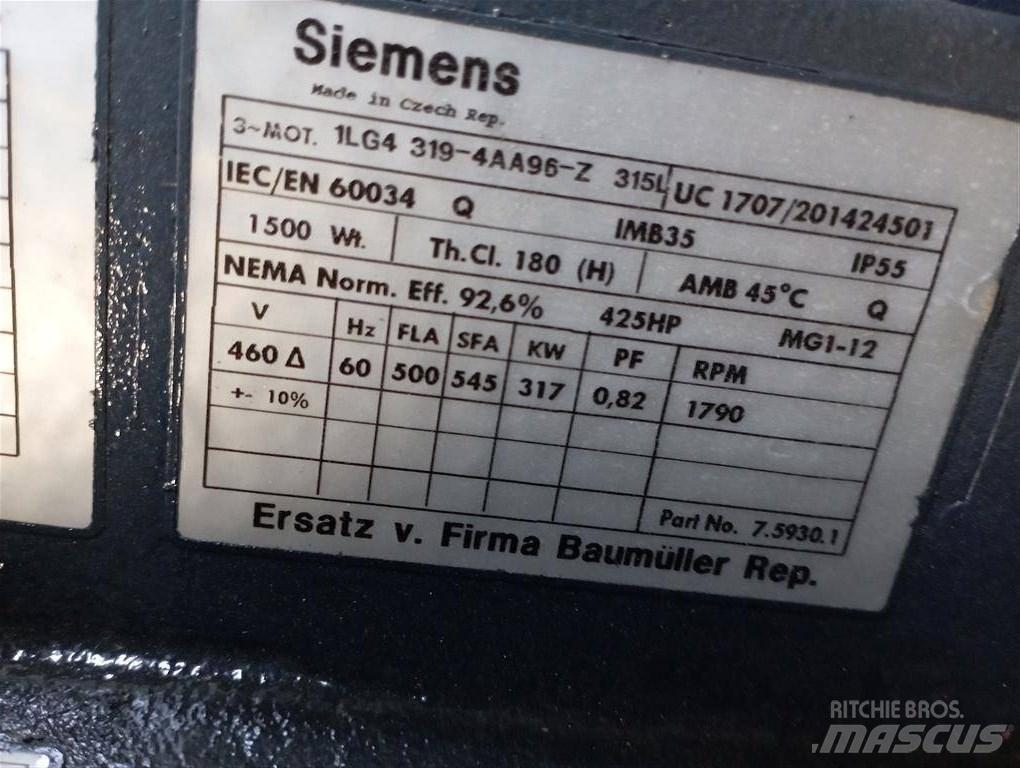 Siemens
Made in Czech Rep.
3~MOT. 1LG4 319-4AA96-Z 315L UC 1707/201424501
IEC/EN 60034 Q IMB35 IP55
1500 Wt. Th.Cl. 180 (H) AMB 45°C Q
NEMA Norm. Eff. 92,6% 425HP MG1-12
V Hz FLA SFA KW PF RPM
460 Δ 60 500 545 317 0,82 1790
+- 10%
Part No. 7.5930.1
Ersatz v. Firma Baumüller Rep.
RITCHIE BROS.
MASCUS